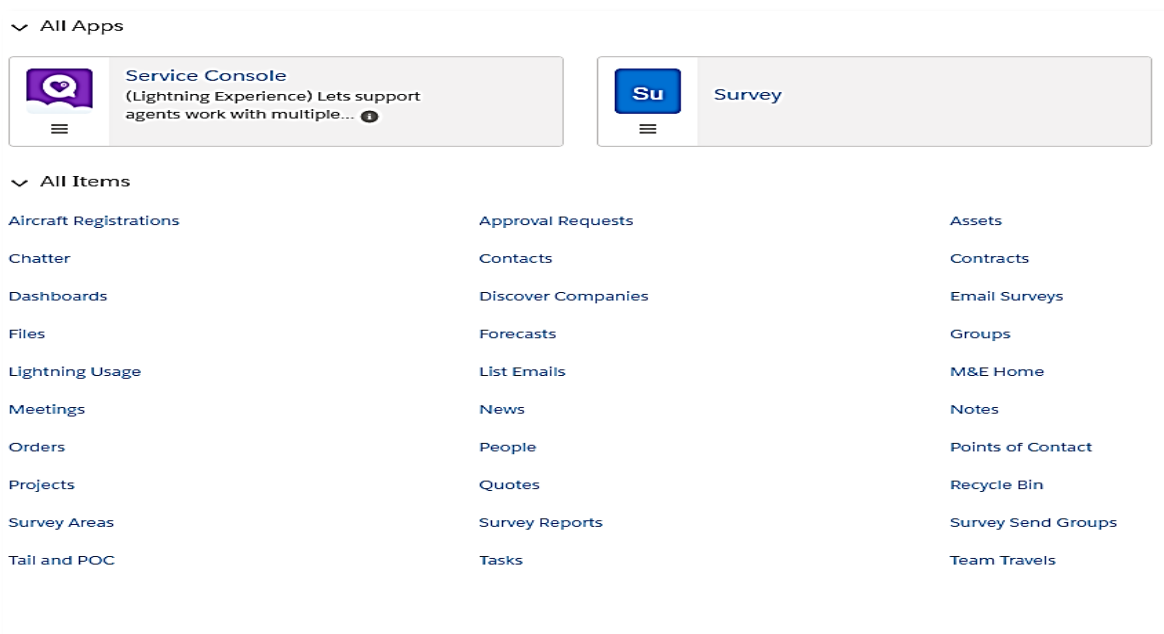 All Apps
Service Console
(Lightning Experience) Lets support
agents work with multiple...
Su
Survey
All Items
Aircraft Registrations
Approval Requests
Assets
Chatter
Contacts
Contracts
Dashboards
Discover Companies
Email Surveys
Files
Forecasts
Groups
Lightning Usage
List Emails
M&E Home
Meetings
News
Notes
Orders
People
Points of Contact
Projects
Quotes
Recycle Bin
Survey Areas
Survey Reports
Survey Send Groups
Tail and POC
Tasks
Team Travels